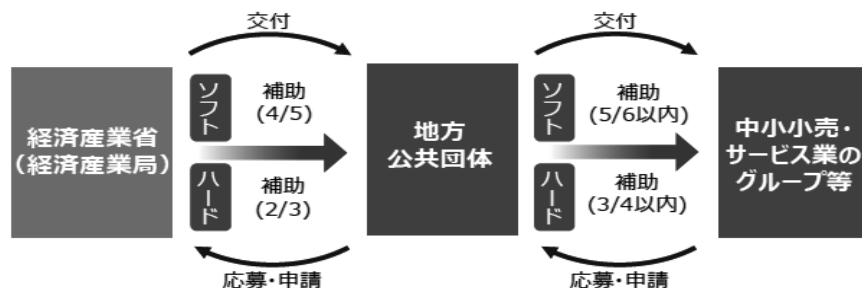 交付
交付
経済産業省
(経済産業局)
ソフト
補助
(4/5)
ハード
補助
(2/3)
地方
公共団体
ソフト
補助
(5/6以内)
ハード
補助
(3/4以内)
中小小売・
サービス業の
グループ等
応募・申請
応募・申請